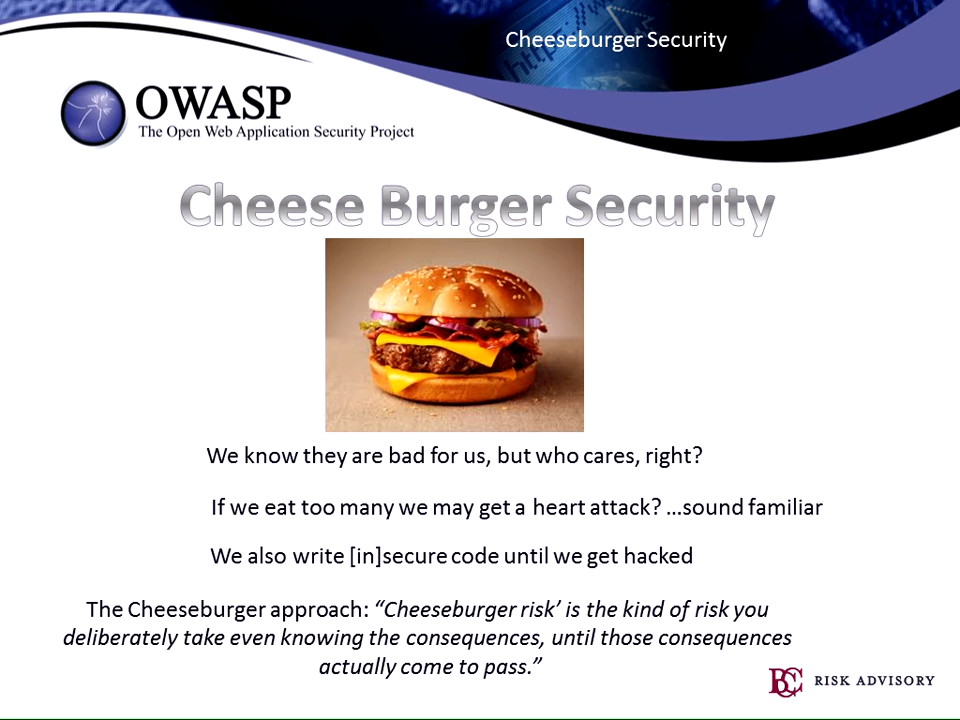 Cheeseburger Security
http
OWASP
The Open Web Application Security Project
Cheese Burger Security
We know they are bad for us, but who cares, right?
If we eat too many we may get a heart attack? …sound familiar
We also write [in]secure code until we get hacked
The Cheeseburger approach: “Cheeseburger risk’ is the kind of risk you
deliberately take even knowing the consequences, until those consequences
actually come to pass.”
BCC RISK ADVISORY